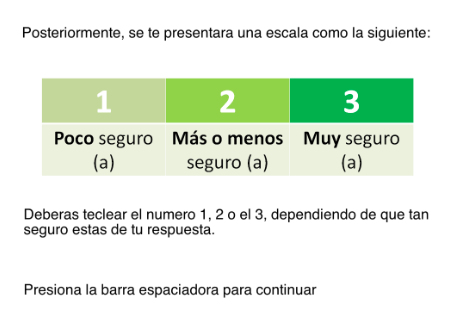 Posteriormente, se te presentara una escala como la siguiente:
1 2 3
Poco seguro Más o menos Muy seguro
(a) seguro (a) (a)
Deberas teclear el numero 1, 2 o el 3, dependiendo de que tan
seguro estas de tu respuesta.
Presiona la barra espaciadora para continuar